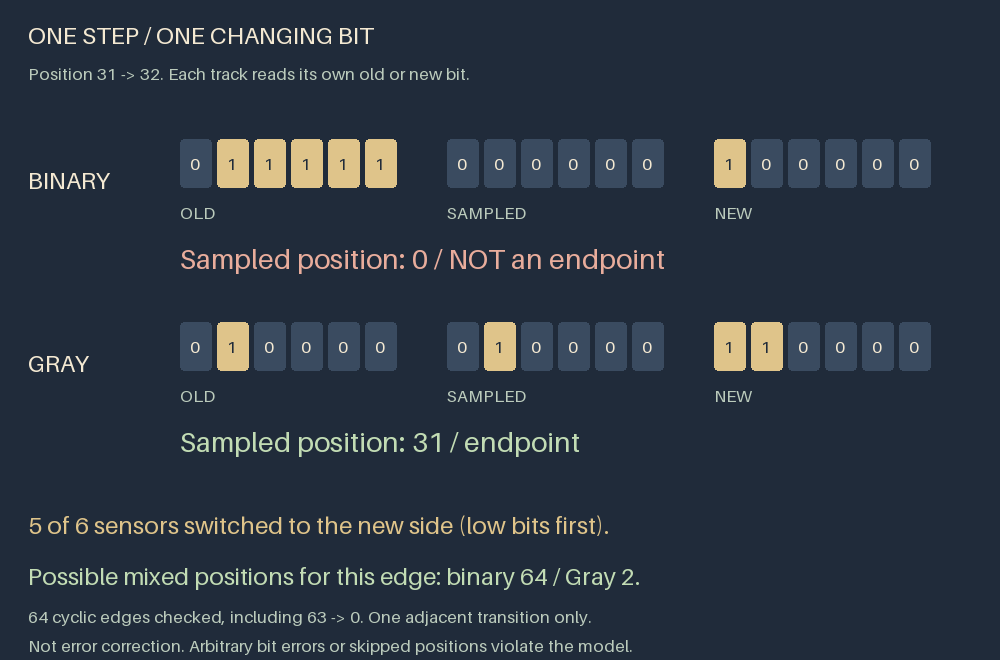 ONE STEP / ONE CHANGING BIT
Position 31 -> 32. Each track reads its own old or new bit.
BINARY
0 1 1 1 1 1
0 0 0 0 0 0
1 0 0 0 0 0
OLD
SAMPLED
NEW
Sampled position: 0 / NOT an endpoint
GRAY
0 1 0 0 0 0
0 1 0 0 0 0
1 1 0 0 0 0
OLD
SAMPLED
NEW
Sampled position: 31 / endpoint
5 of 6 sensors switched to the new side (low bits first).
Possible mixed positions for this edge: binary 64 / Gray 2.
64 cyclic edges checked, including 63 -> 0. One adjacent transition only.
Not error correction. Arbitrary bit errors or skipped positions violate the model.